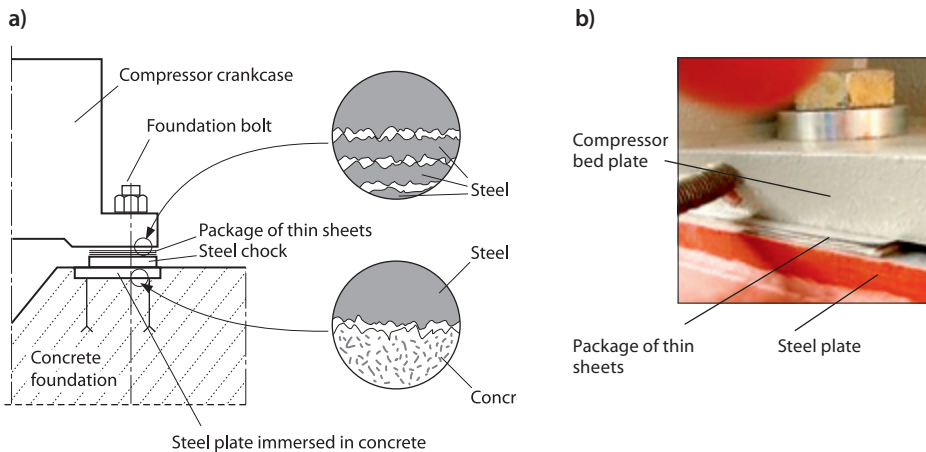 a)
Compressor crankcase
Foundation bolt
Steel
Package of thin sheets
Steel chock
Steel
Concrete
foundation
Concr
Steel plate immersed in concrete
b)
Compressor
bed plate
Package of thin
sheets
Steel plate